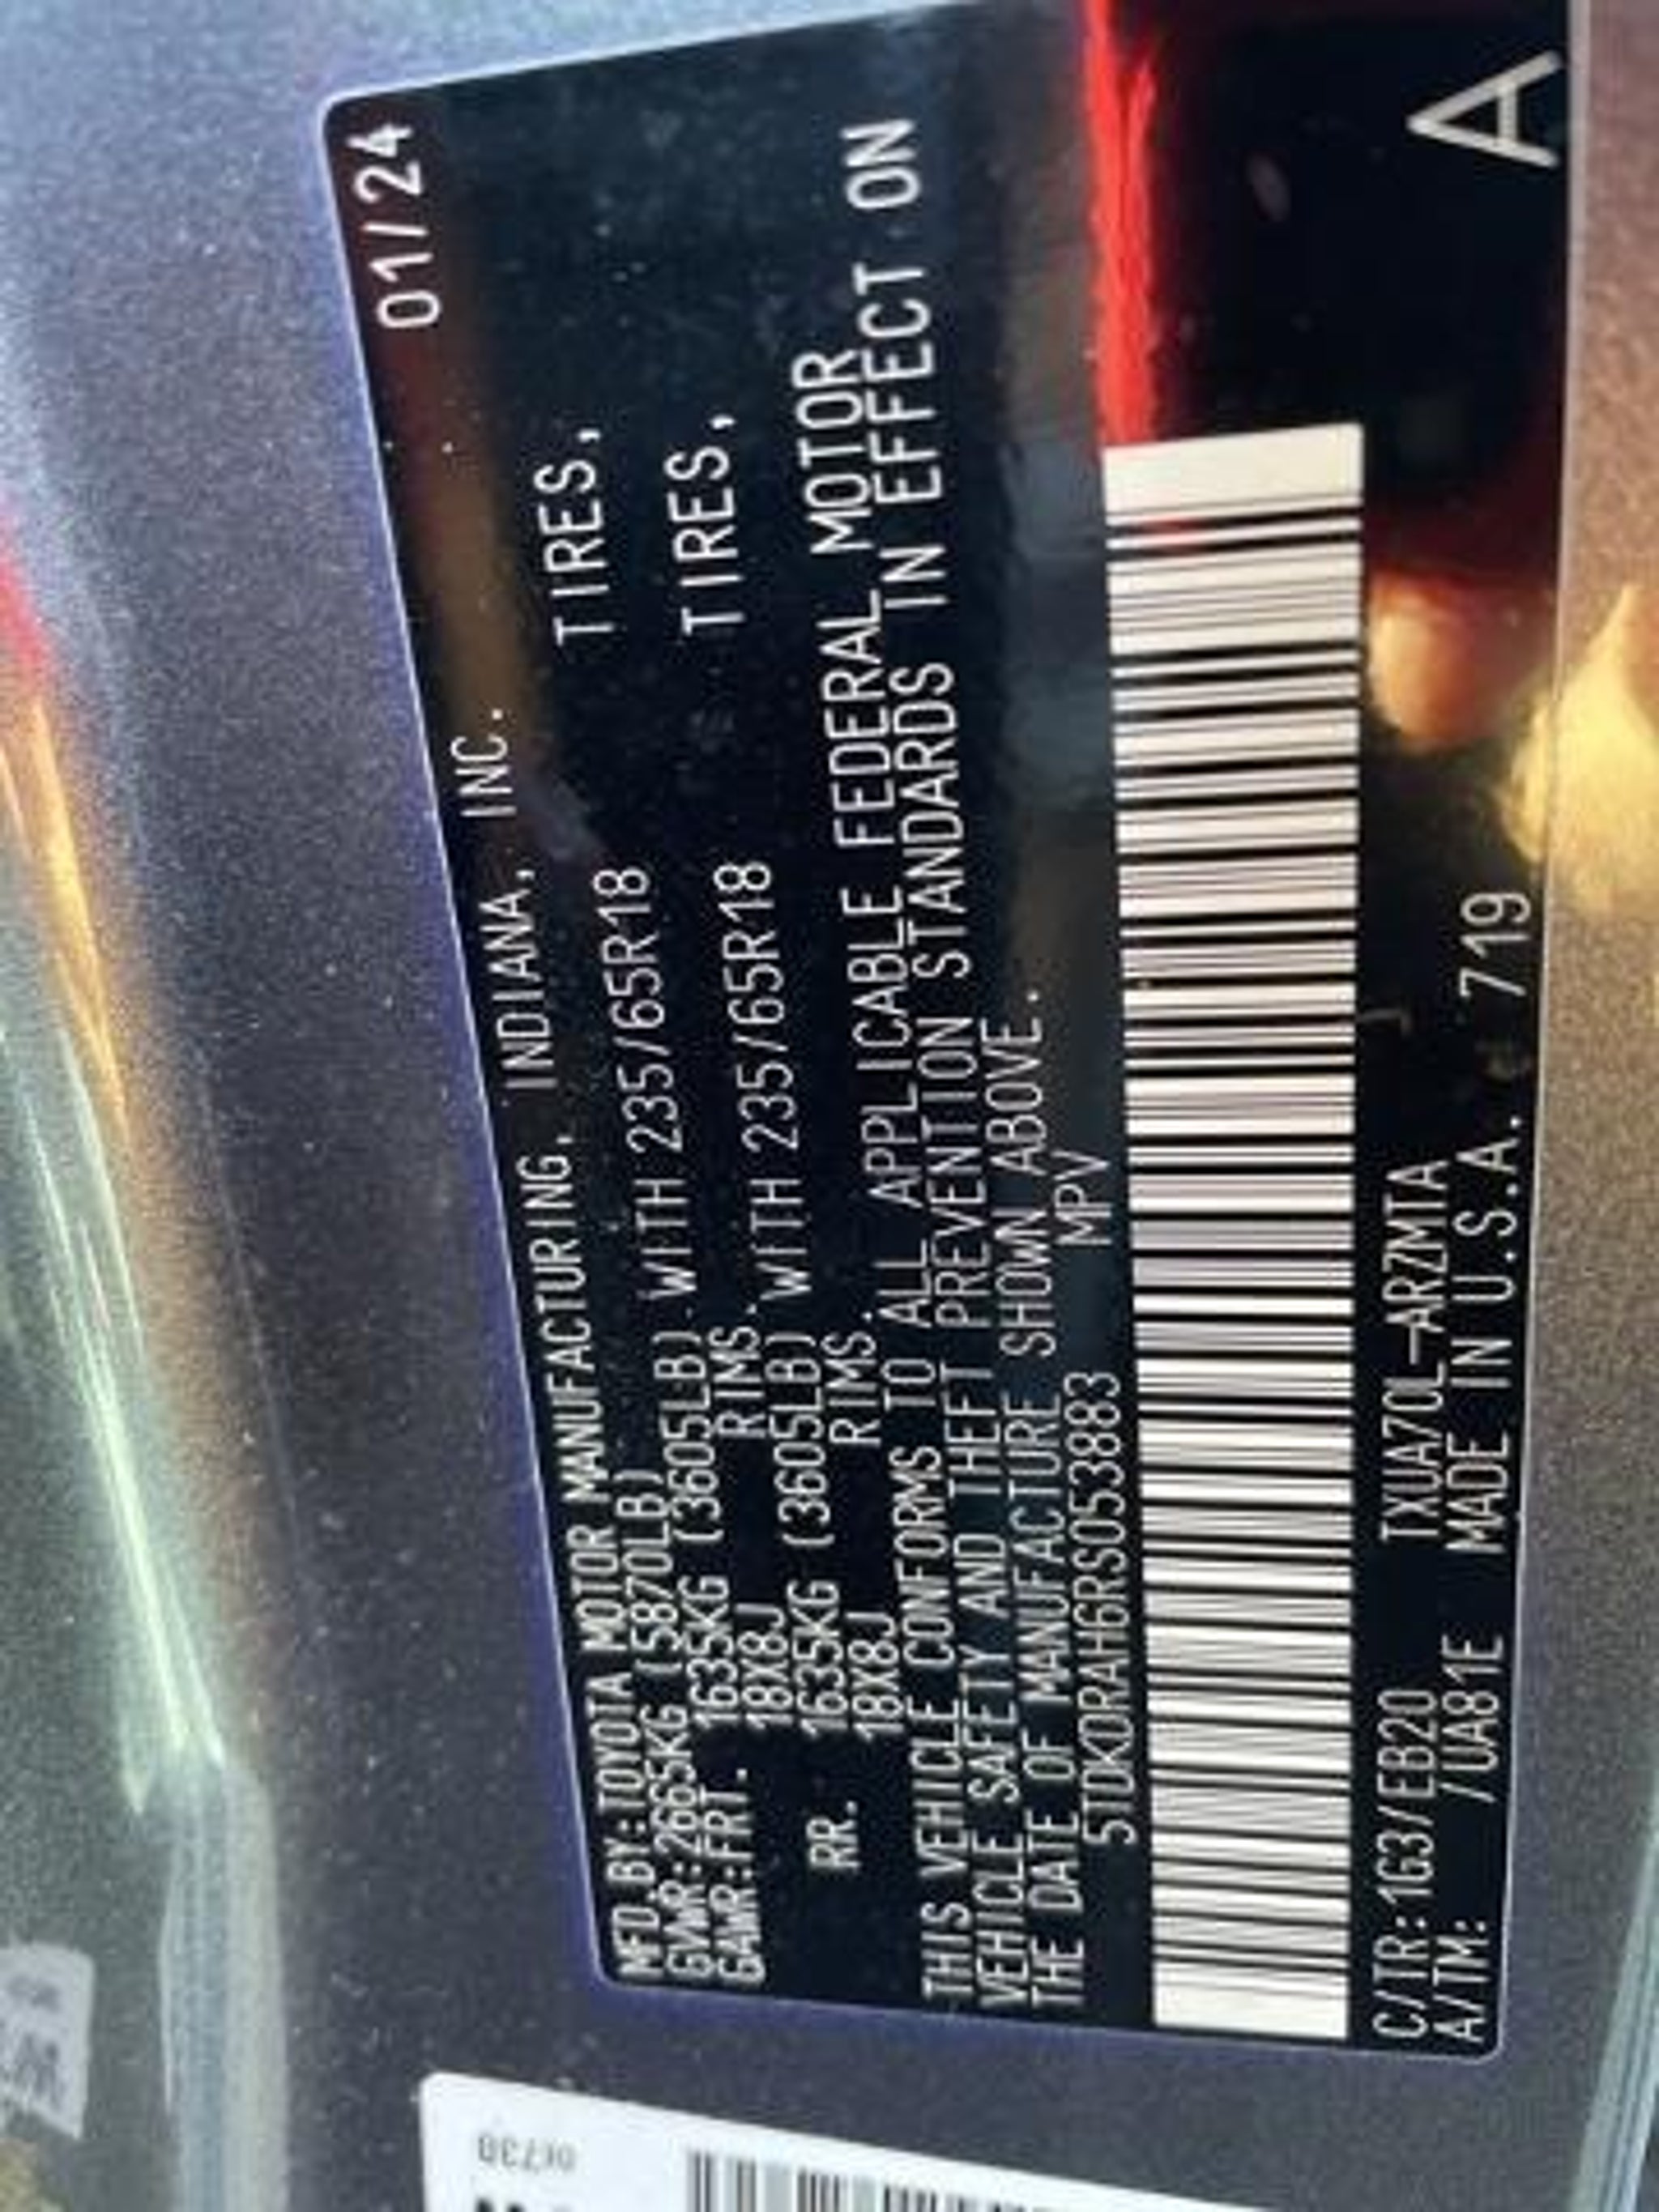 01/24
MFD.BY:TOYOTA MOTOR MANUFACTURING, INDIANA, INC.
GVWR:2665KG (5870LB)
GAWR:FRT. 1635KG (3605LB) WITH 235/65R18 TIRES,
18X8J RIMS.
RR. 1635KG (3605LB) WITH 235/65R18 TIRES,
18X8J RIMS.
THIS VEHICLE CONFORMS TO ALL APPLICABLE FEDERAL MOTOR
VEHICLE SAFETY AND THEFT PREVENTION STANDARDS IN EFFECT ON
THE DATE OF MANUFACTURE SHOWN ABOVE.
5TDKDRAH6RS053883 MPV
C/TR:1G3/EB20 TXUA70L-ARZMTA
A/TM: /UA81E MADE IN U.S.A. 719
A